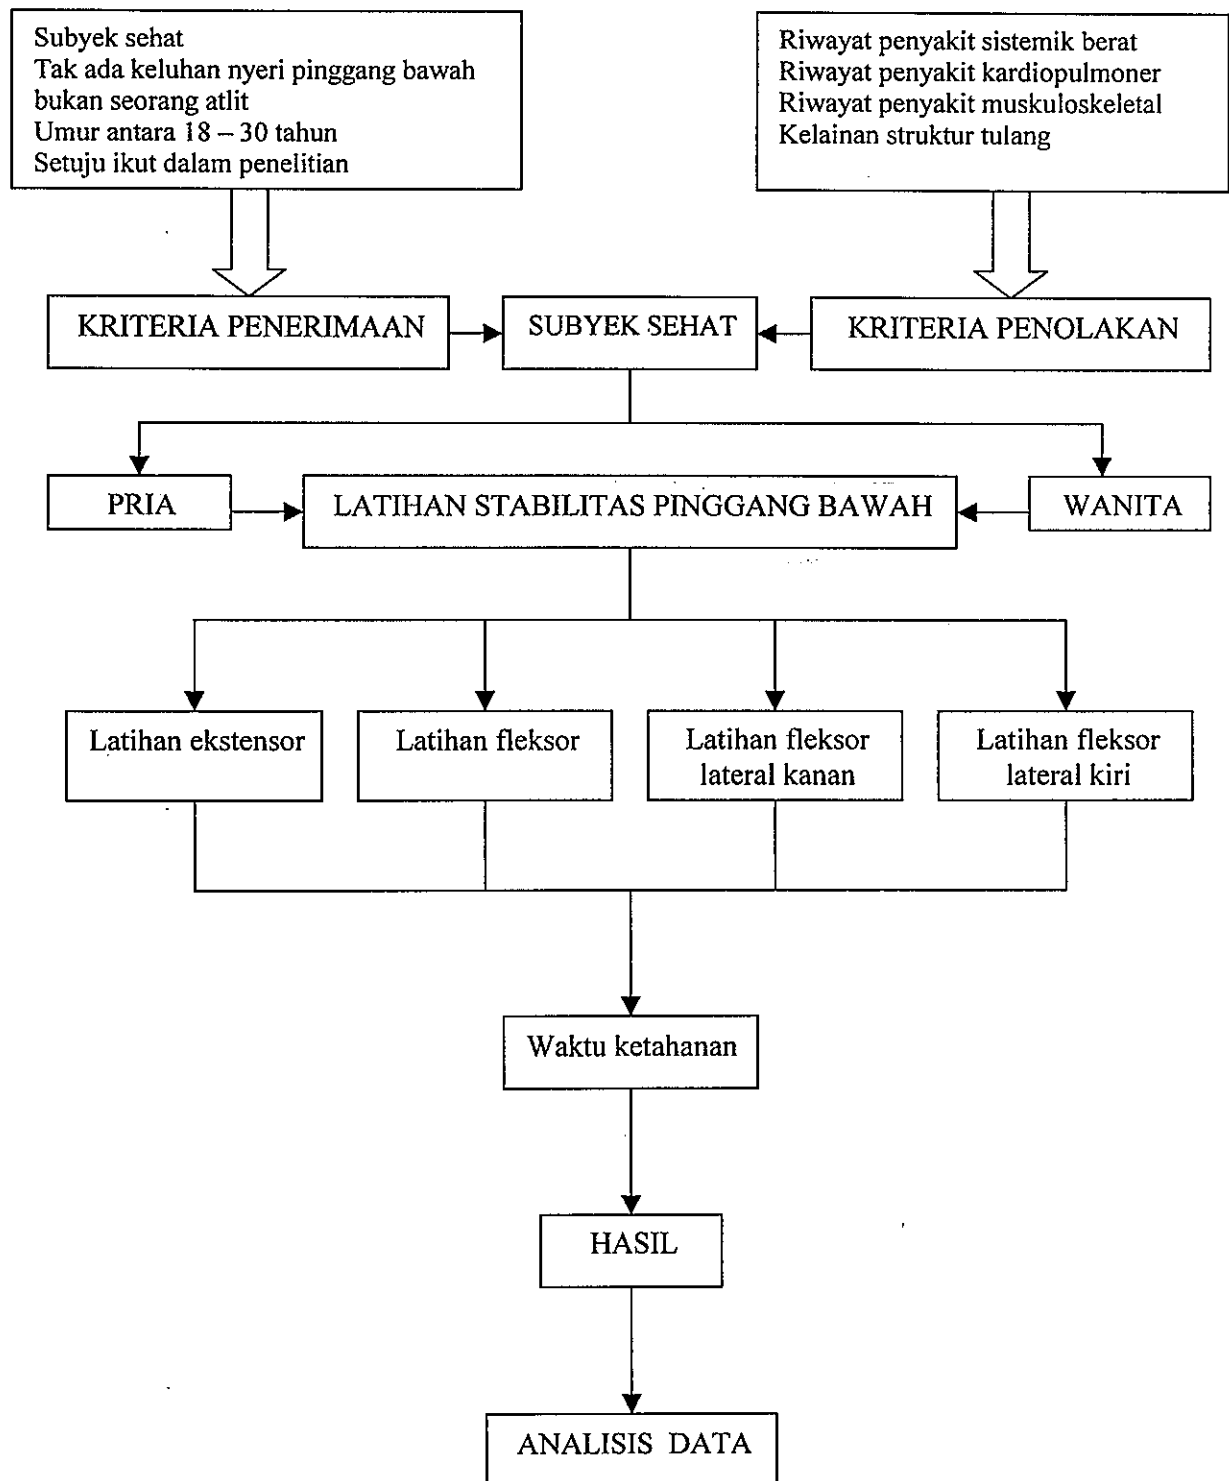 Subyek sehat
Tak ada keluhan nyeri pinggang bawah
bukan seorang atlit
Umur antara 18 – 30 tahun
Setuju ikut dalam penelitian
Riwayat penyakit sistemik berat
Riwayat penyakit kardiopulmoner
Riwayat penyakit muskuloskeletal
Kelainan struktur tulang
KRITERIA PENERIMAAN
SUBYEK SEHAT
KRITERIA PENOLAKAN
PRIA
LATIHAN STABILITAS PINGGANG BAWAH
WANITA
Latihan ekstensor
Latihan fleksor
Latihan fleksor
lateral kanan
Latihan fleksor
lateral kiri
Waktu ketahanan
HASIL
ANALISIS DATA